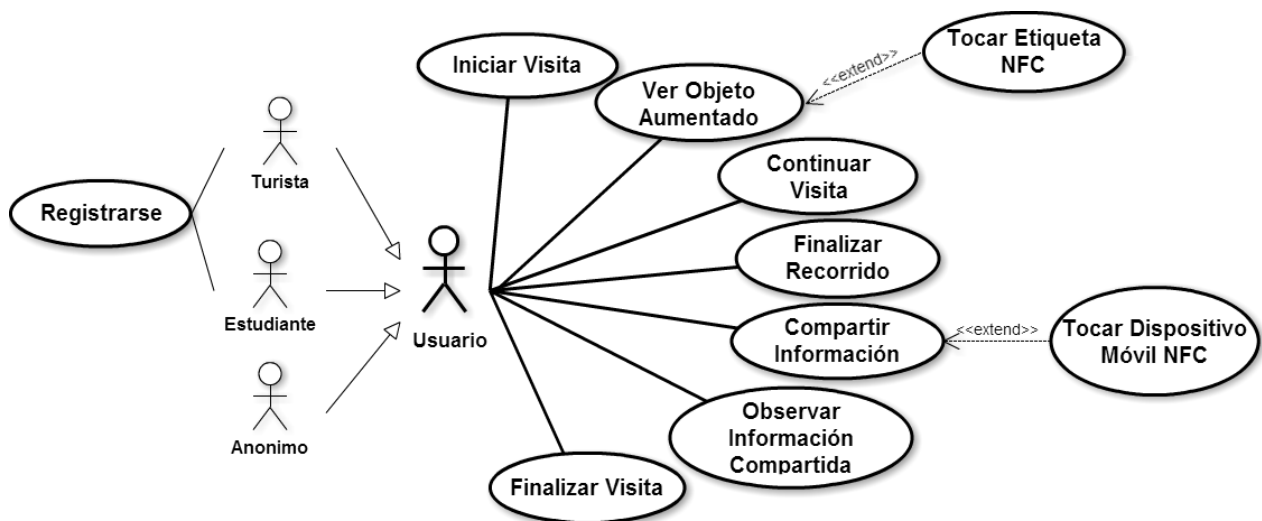 Iniciar Visita
Ver Objeto
Aumentado
<<extend>>
Tocar Etiqueta
NFC
Turista
Continuar
Visita
Registrarse
Finalizar
Recorrido
Estudiante
Usuario
Compartir
Información
<<extend>>
Tocar Dispositivo
Móvil NFC
Anonimo
Observar
Información
Compartida
Finalizar Visita